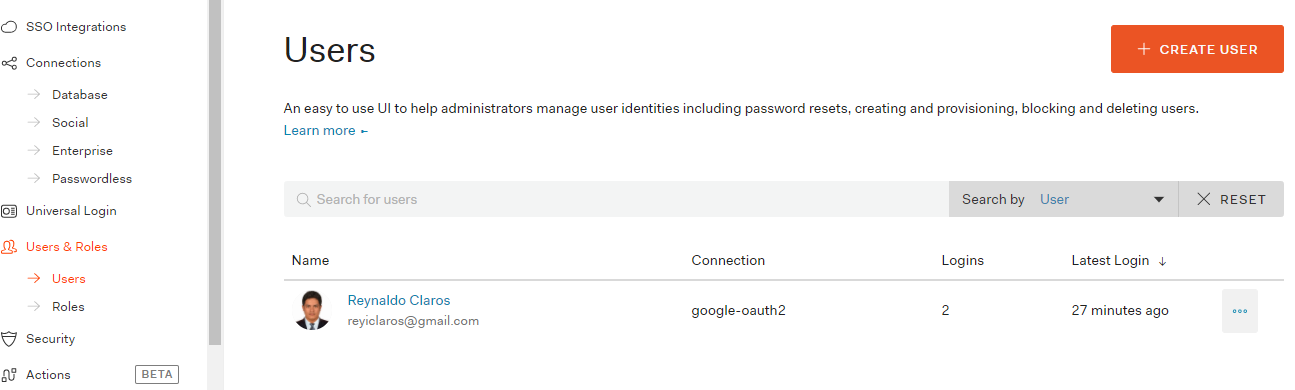 SSO Integrations
Connections
Database
Social
Enterprise
Passwordless
Universal Login
Users & Roles
Users
Roles
Security
Actions BETA
Users
CREATE USER
An easy to use UI to help administrators manage user identities including password resets, creating and provisioning, blocking and deleting users.
Learn more
Search for users
Search by User
RESET
Name Connection Logins Latest Login
Reynaldo Claros
reyiclaros@gmail.com
google-oauth2 2 27 minutes ago